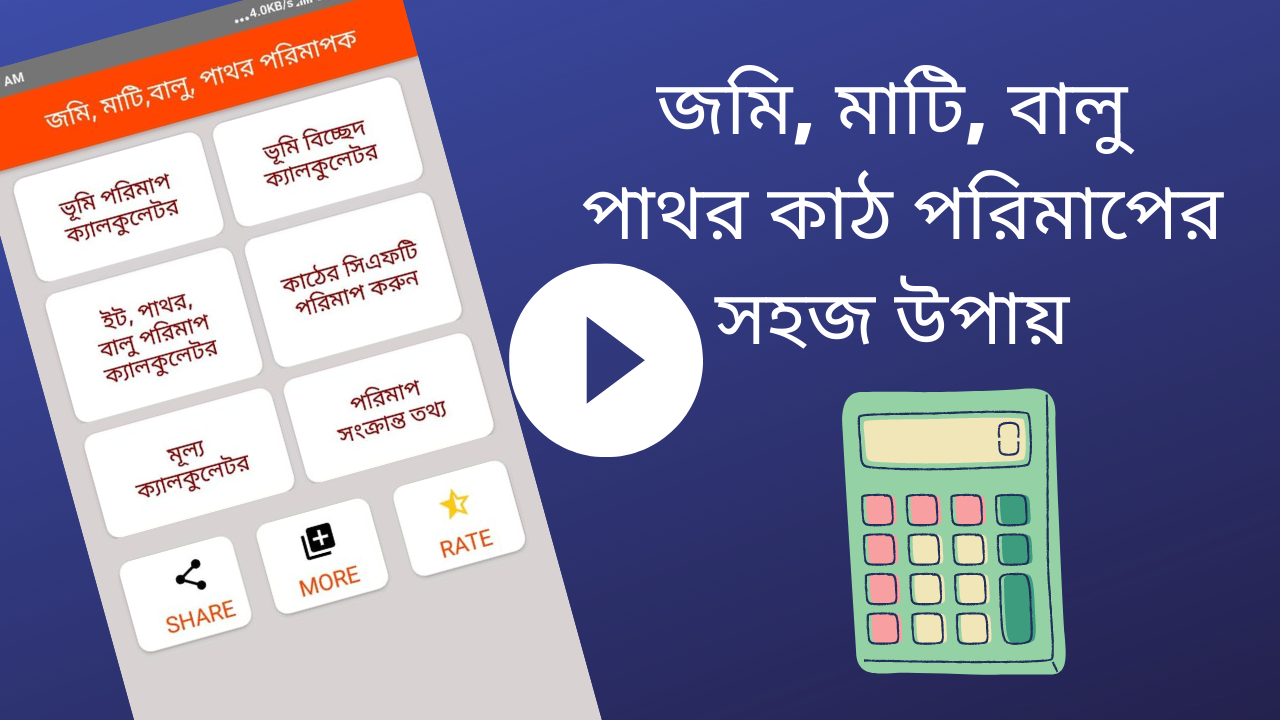 AM
...4.0KB/s
জমি, মাটি,বালু, পাথর পরিমাপক
ভূমি পরিমাপ
ক্যালকুলেটর
ভূমি বিচ্ছেদ
ক্যালকুলেটর
ইট, পাথর,
বালু পরিমাপ
ক্যালকুলেটর
কাঠের সিএফটি
পরিমাপ করুন
মূল্য
ক্যালকুলেটর
পরিমাপ
সংক্রান্ত তথ্য
SHARE
MORE
RATE
জমি, মাটি, বালু
পাথর কাঠ পরিমাপের
সহজ উপায়
0